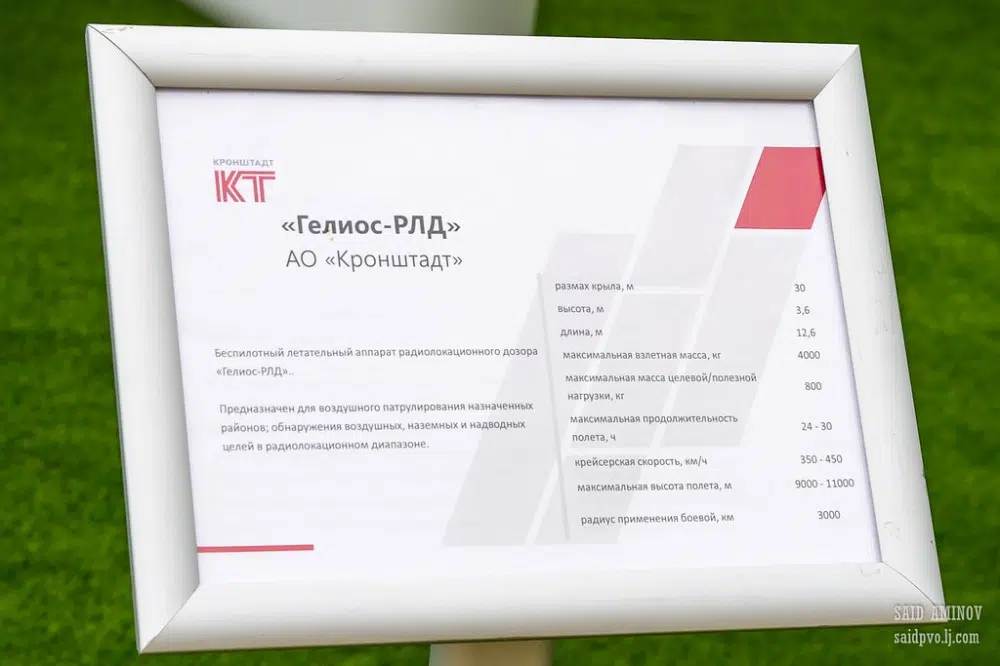 КРОНШТАДТ
КТ
«Гелиос-РЛД»
АО «Кронштадт»
Беспилотный летательный аппарат радиолокационного дозора
«Гелиос-РЛД»..
Предназначен для воздушного патрулирования назначенных
районов; обнаружения воздушных, наземных и надводных
целей в радиолокационном диапазоне.
размах крыла, м 30
высота, м 3,6
длина, м 12,6
максимальная взлетная масса, кг 4000
максимальная масса целевой/полезной
нагрузки, кг 800
максимальная продолжительность
полета, ч 24 - 30
крейсерская скорость, км/ч 350 - 450
максимальная высота полета, м 9000 - 11000
радиус применения боевой, км 3000
SAID AMINOV
saidpvo.lj.com